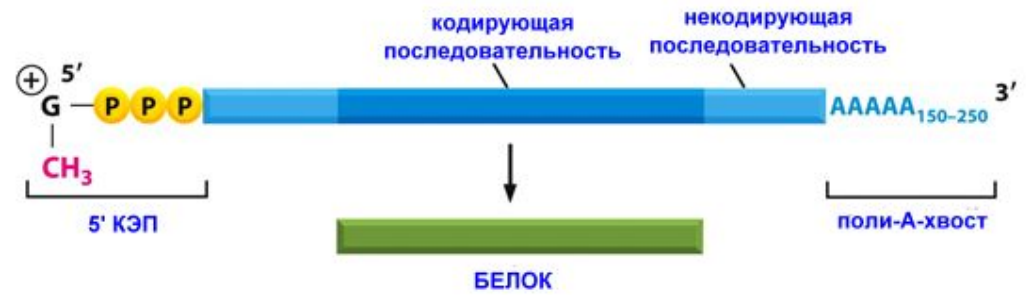 кодирующая
последовательность
некодирующая
последовательность
+ 5′
G P P P
CH₃
AAAAA₁₅₀₋₂₅₀ 3′
5' КЭП
поли-А-хвост
БЕЛОК